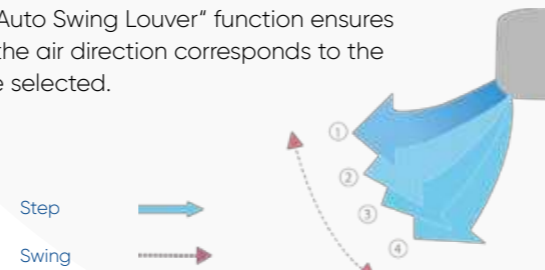 Auto Swing Louver“ function ensures
the air direction corresponds to the
selected.
1
2
3
4
Step
Swing